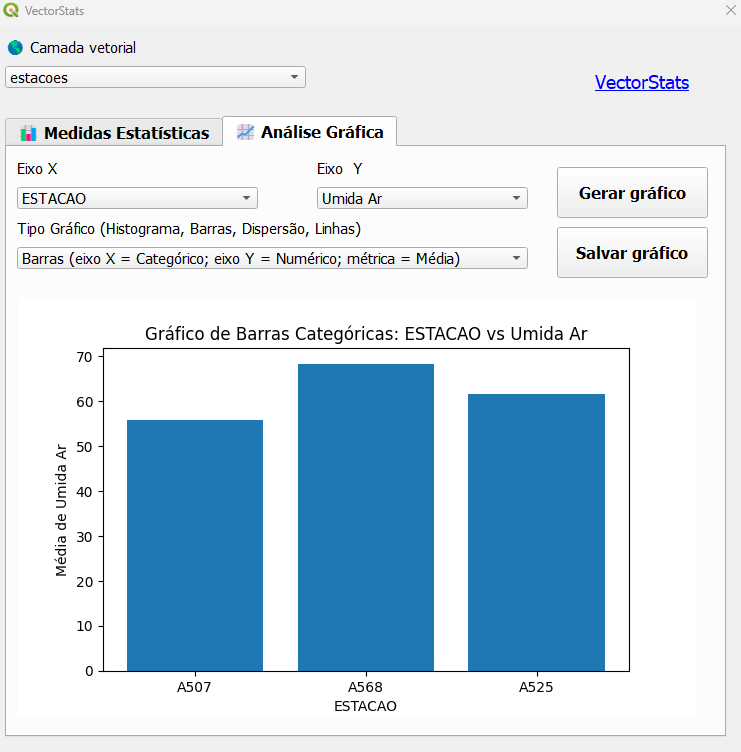 VectorStats
Camada vetorial
estacoes
VectorStats
Medidas Estatísticas
Análise Gráfica
Eixo X
Eixo Y
ESTACAO
Umida Ar
Gerar gráfico
Tipo Gráfico (Histograma, Barras, Dispersão, Linhas)
Barras (eixo X = Categórico; eixo Y = Numérico; métrica = Média)
Salvar gráfico
Gráfico de Barras Categóricas: ESTACAO vs Umida Ar
Média de Umida Ar
70
60
50
40
30
20
10
0
A507
A568
A525
ESTACAO